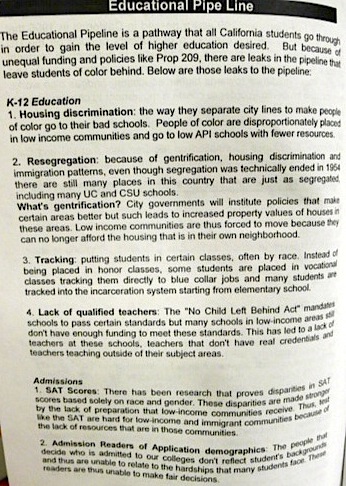 Educational Pipe Line
The Educational Pipeline is a pathway that all California students go through
in order to gain the level of higher education desired. But because of
unequal funding and policies like Prop 209, there are leaks in the pipeline that
leave students of color behind. Below are those leaks to the pipeline:
K-12 Education
1. Housing discrimination: the way they separate city lines to make people
of color go to their bad schools. People of color are disproportionately placed
in low income communities and go to low API schools with fewer resources.
2. Resegregation: because of gentrification, housing discrimination and
immigration patterns, even though segregation was technically ended in 1954
there are still many places in this country that are just as segregated,
including many UC and CSU schools.
What's gentrification? City governments will institute policies that make
certain areas better but such leads to increased property values of houses in
these areas. Low income communities are thus forced to move because they
can no longer afford the housing that is in their own neighborhood.
3. Tracking: putting students in certain classes, often by race. Instead of
being placed in honor classes, some students are placed in vocational
classes tracking them directly to blue collar jobs and many students are
tracked into the incarceration system starting from elementary school.
4. Lack of qualified teachers: The "No Child Left Behind Act" mandates
schools to pass certain standards but many schools in low-income areas still
don't have enough funding to meet these standards. This has led to a lack of
teachers at these schools, teachers that don't have real credentials and
teachers teaching outside of their subject areas.
Admissions
1. SAT Scores: There has been research that proves disparities in SAT
scores based solely on race and gender. These disparities are made stronger
by the lack of preparation that low-income communities receive. Thus, test
like the SAT are hard for low-income and immigrant communities because of
the lack of resources that are in those communities.
2. Admission Readers of Application demographics: The people that
decide who is admitted to our colleges don't reflect student's backgrounds
and thus are unable to relate to the hardships that many students face. These
readers are thus unable to make fair decisions.